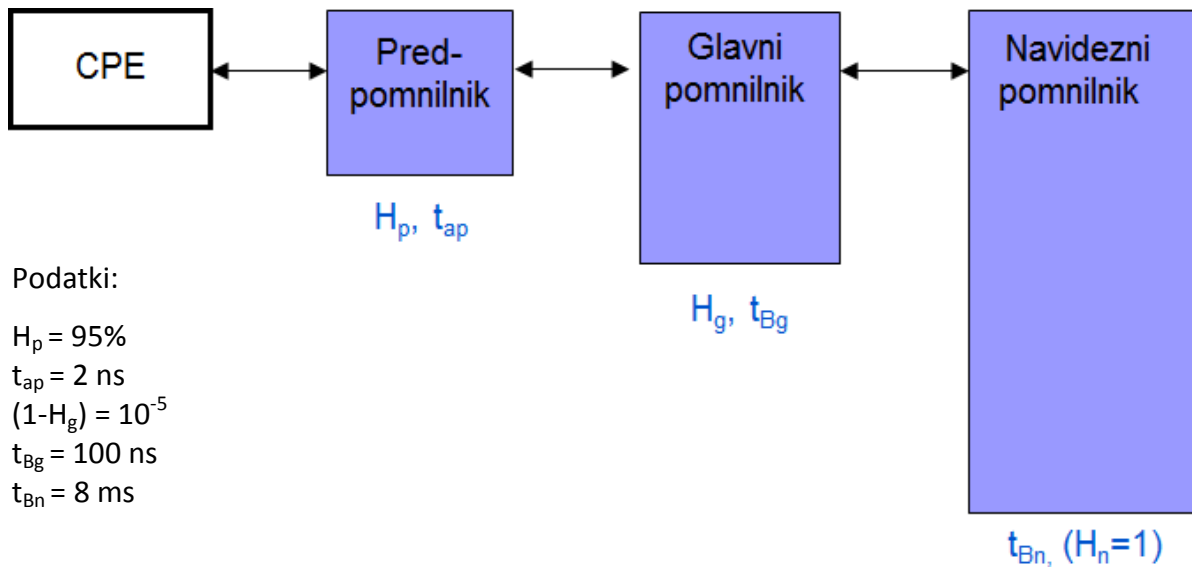 CPE
Pred-
pomnilnik
Glavni
pomnilnik
Navidezni
pomnilnik
Hp, tap
Hg, tBg
tBn, (Hn=1)
Podatki:
Hp = 95%
tap = 2 ns
(1-Hg) = 10⁻⁵
tBg = 100 ns
tBn = 8 ms